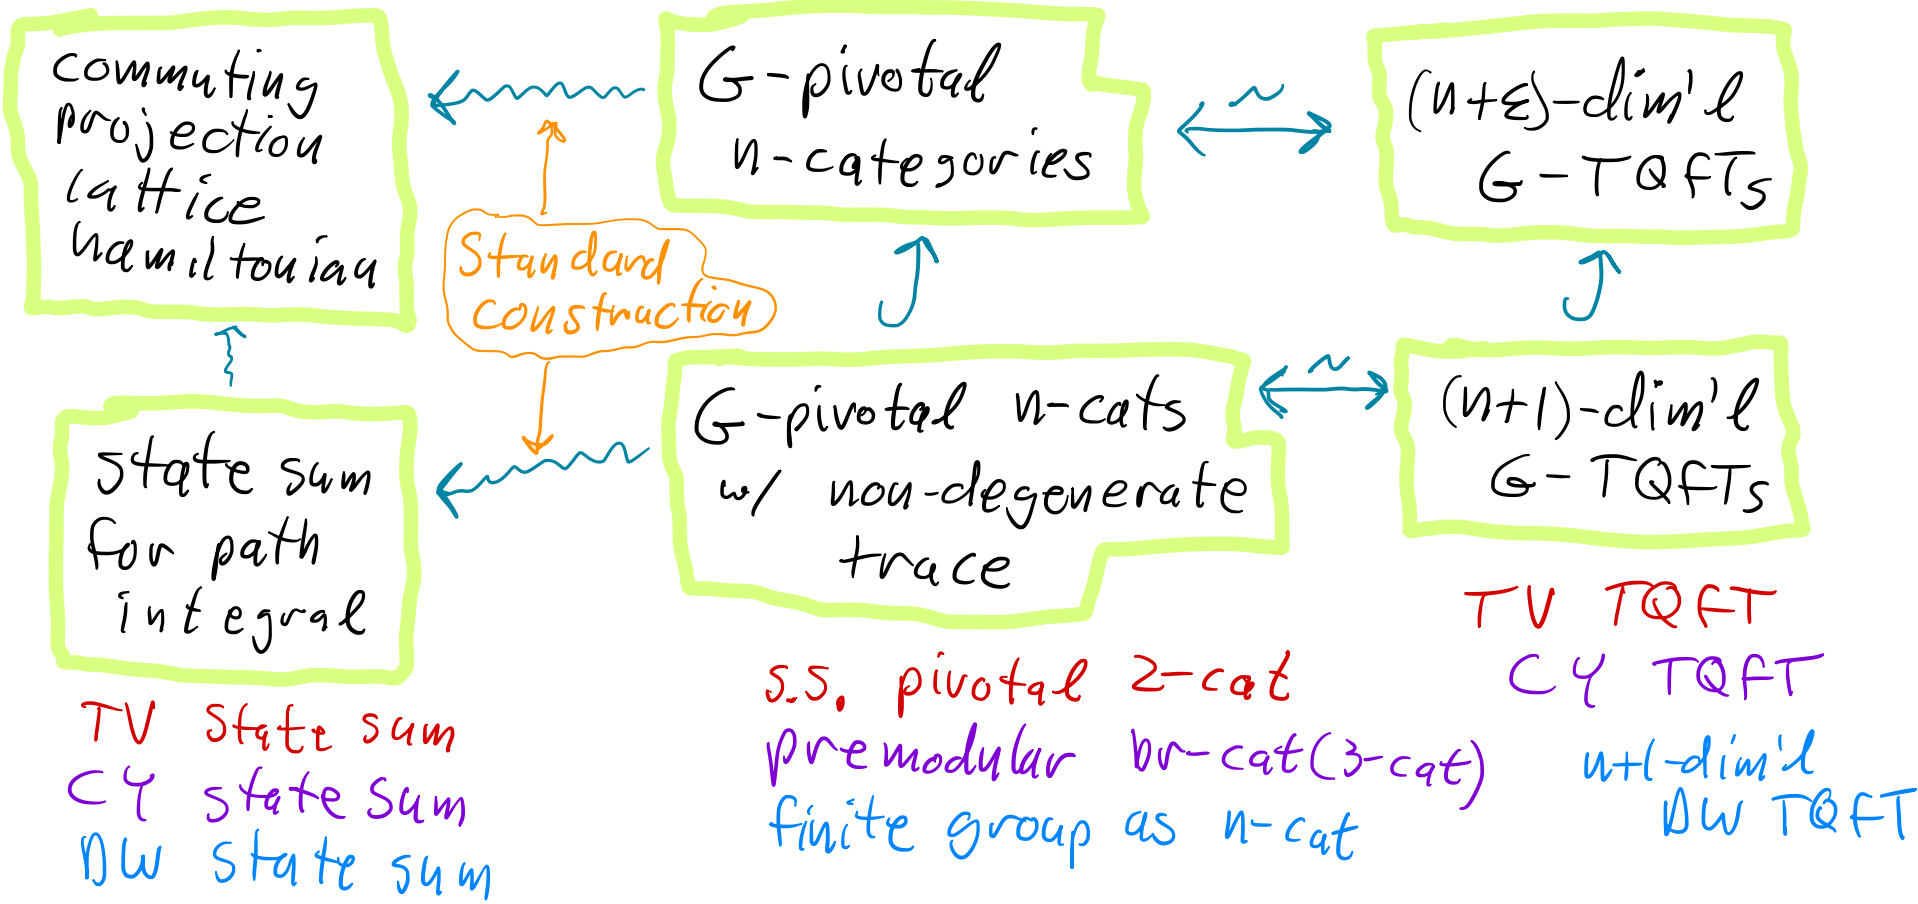 commuting
projection
lattice
hamiltonian
G-pivotal
n-categories
~
(n+ε)-dim'l
G-TQFTs
Standard
construction
state sum
for path
integral
G-pivotal n-cats
w/ non-degenerate
trace
~
(n+1)-dim'l
G-TQFTs
TV state sum
CY state sum
DW state sum
s.s. pivotal 2-cat
premodular br-cat (3-cat)
finite group as n-cat
TV TQFT
CY TQFT
n+1-dim'l
DW TQFT